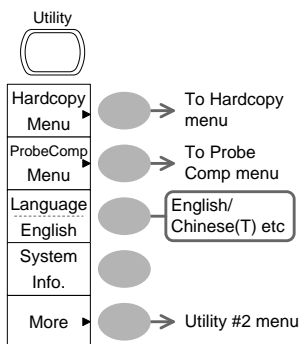 Utility
Hardcopy
Menu
To Hardcopy
menu
ProbeComp
Menu
To Probe
Comp menu
Language
English
English/
Chinese(T) etc
System
Info.
More
Utility #2 menu